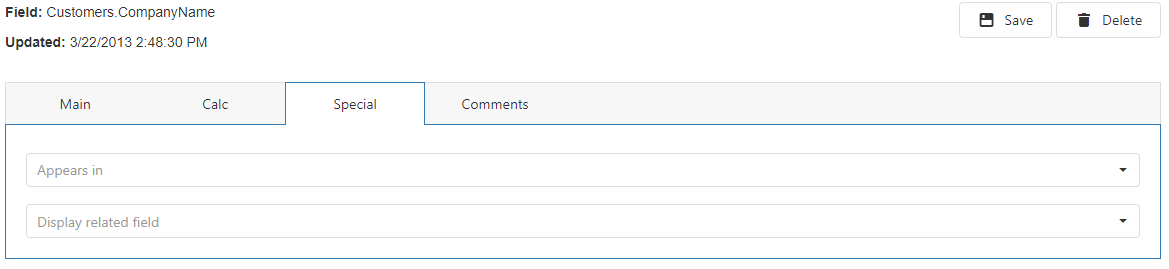 Field: Customers.CompanyName
Save
Delete
Updated: 3/22/2013 2:48:30 PM
Main
Calc
Special
Comments
Appears in
Display related field